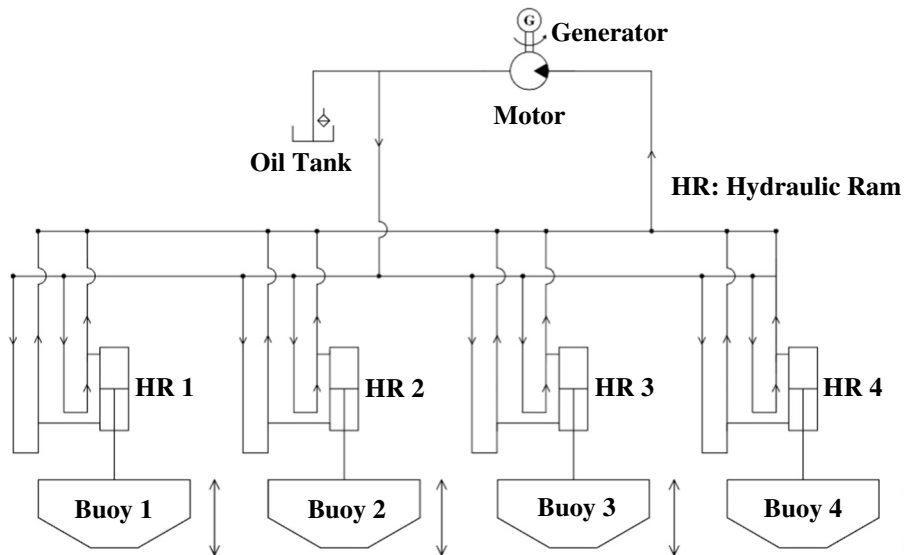 G
Generator
Motor
Oil Tank
HR: Hydraulic Ram
HR 1
HR 2
HR 3
HR 4
Buoy 1
Buoy 2
Buoy 3
Buoy 4